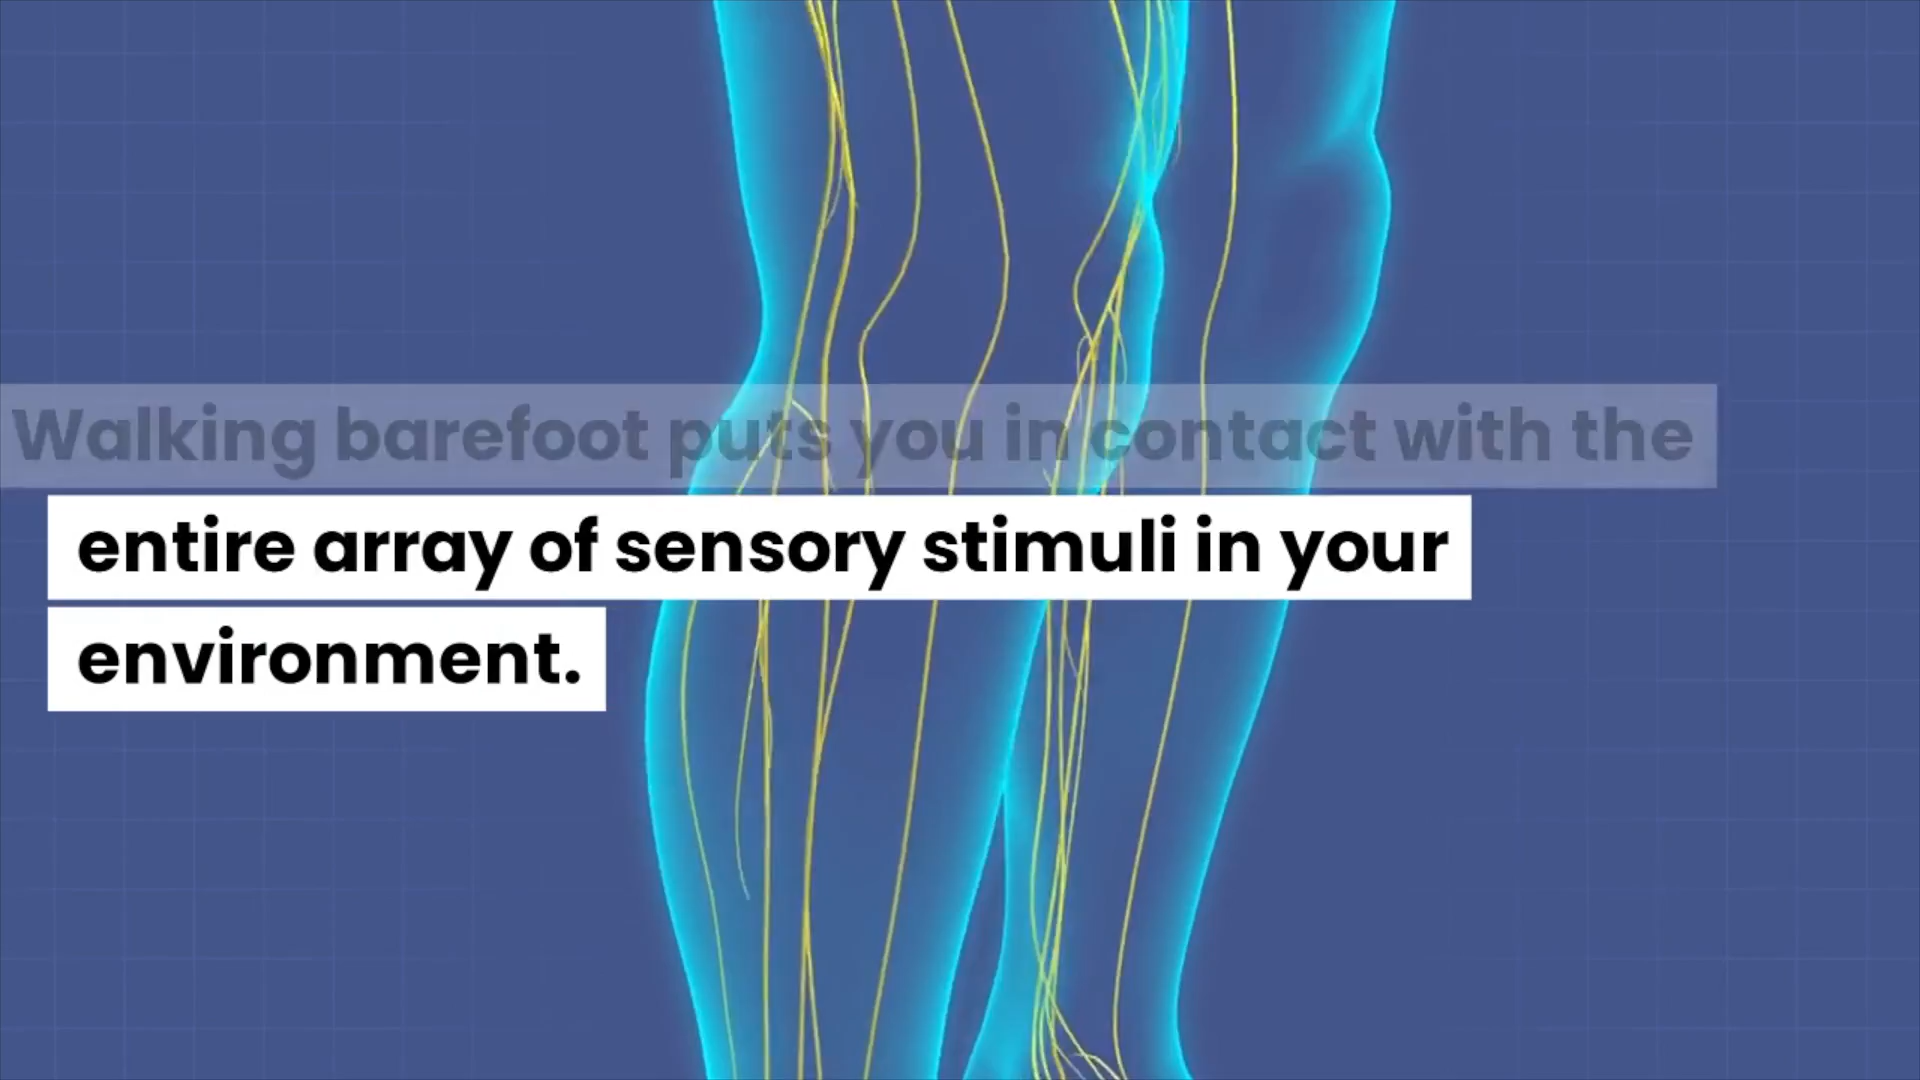 Walking barefoot puts you in contact with the
entire array of sensory stimuli in your
environment.